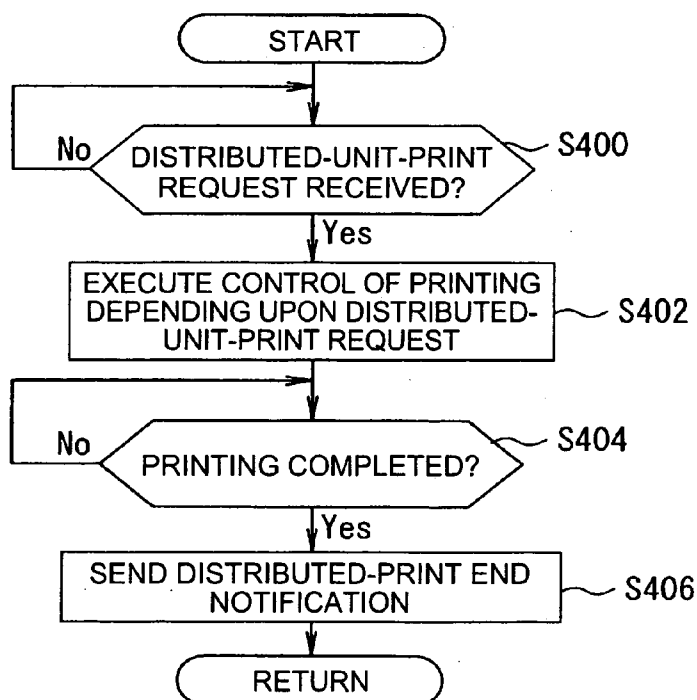 START
No
DISTRIBUTED-UNIT-PRINT
REQUEST RECEIVED?
S400
Yes
EXECUTE CONTROL OF PRINTING
DEPENDING UPON DISTRIBUTED-
UNIT-PRINT REQUEST
S402
No
PRINTING COMPLETED?
S404
Yes
SEND DISTRIBUTED-PRINT END
NOTIFICATION
S406
RETURN